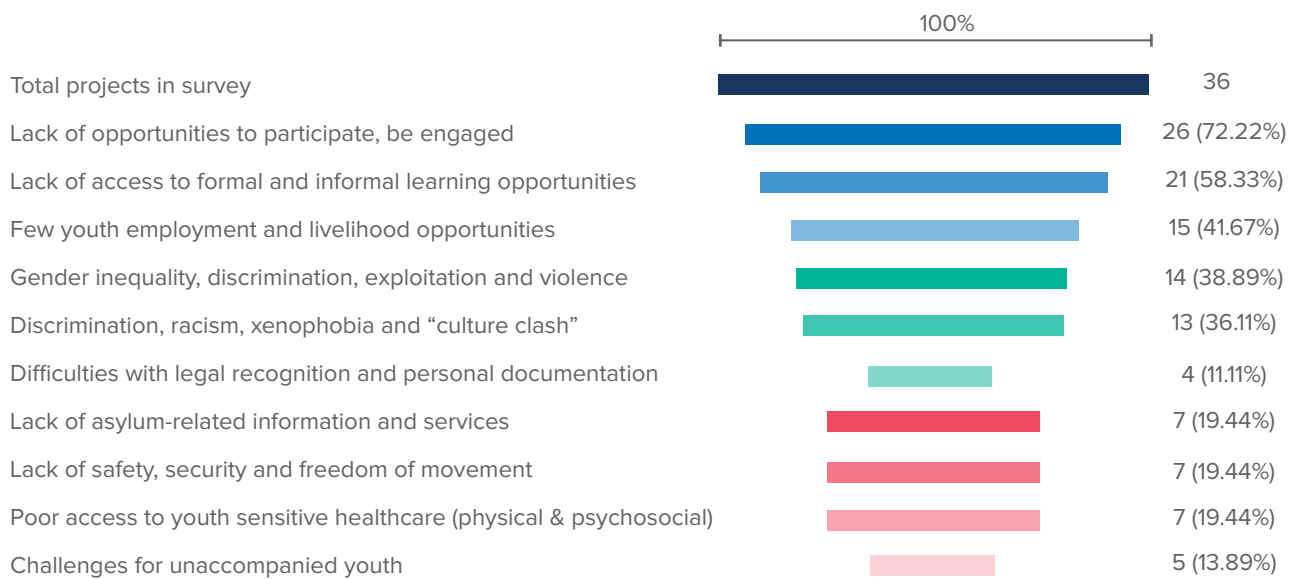 100%
Total projects in survey 36
Lack of opportunities to participate, be engaged 26 (72.22%)
Lack of access to formal and informal learning opportunities 21 (58.33%)
Few youth employment and livelihood opportunities 15 (41.67%)
Gender inequality, discrimination, exploitation and violence 14 (38.89%)
Discrimination, racism, xenophobia and “culture clash” 13 (36.11%)
Difficulties with legal recognition and personal documentation 4 (11.11%)
Lack of asylum-related information and services 7 (19.44%)
Lack of safety, security and freedom of movement 7 (19.44%)
Poor access to youth sensitive healthcare (physical & psychosocial) 7 (19.44%)
Challenges for unaccompanied youth 5 (13.89%)